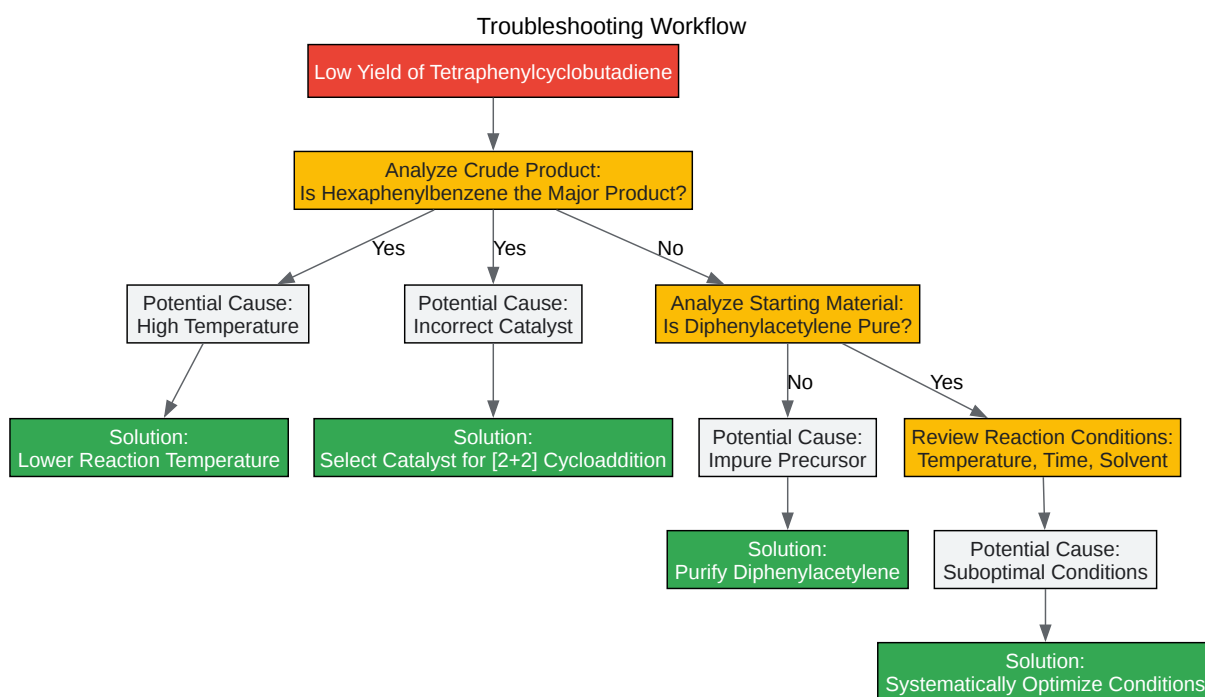 Troubleshooting Workflow
Low Yield of Tetraphenylcyclobutadiene
Analyze Crude Product:
Is Hexaphenylbenzene the Major Product?
Yes
Yes
No
Potential Cause:
High Temperature
Potential Cause:
Incorrect Catalyst
Analyze Starting Material:
Is Diphenylacetylene Pure?
No
Yes
Solution:
Lower Reaction Temperature
Solution:
Select Catalyst for [2+2] Cycloaddition
Potential Cause:
Impure Precursor
Review Reaction Conditions:
Temperature, Time, Solvent
Solution:
Purify Diphenylacetylene
Potential Cause:
Suboptimal Conditions
Solution:
Systematically Optimize Conditions